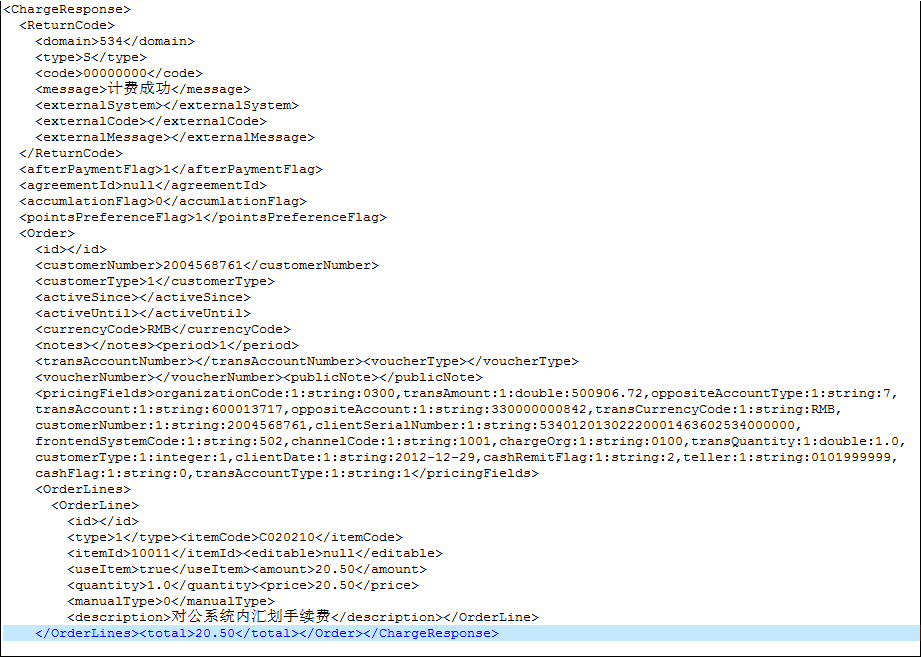 <ChargeResponse>
<ReturnCode>
<domain>534</domain>
<type>S</type>
<code>00000000</code>
<message>计费成功</message>
<externalSystem></externalSystem>
<externalCode></externalCode>
<externalMessage></externalMessage>
</ReturnCode>
<afterPaymentFlag>1</afterPaymentFlag>
<agreementId>null</agreementId>
<accumlationFlag>0</accumlationFlag>
<pointsPreferenceFlag>1</pointsPreferenceFlag>
<Order>
<id></id>
<customerNumber>2004568761</customerNumber>
<customerType>1</customerType>
<activeSince></activeSince>
<activeUntil></activeUntil>
<currencyCode>RMB</currencyCode>
<notes></notes><period>1</period>
<transAccountNumber></transAccountNumber><voucherType></voucherType>
<voucherNumber></voucherNumber><publicNote></publicNote>
<pricingFields>organizationCode:1:string:0300,transAmount:1:double:500906.72,oppositeAccountType:1:string:7,
transAccount:1:string:600013717,oppositeAccount:1:string:330000000842,transCurrencyCode:1:string:RMB,
customerNumber:1:string:2004568761,clientSerialNumber:1:string:53401201302220001463602534000000,
frontendSystemCode:1:string:502,channelCode:1:string:1001,chargeOrg:1:string:0100,transQuantity:1:double:1.0,
customerType:1:integer:1,clientDate:1:string:2012-12-29,cashRemitFlag:1:string:2,teller:1:string:0101999999,
cashFlag:1:string:0,transAccountType:1:string:1</pricingFields>
<OrderLines>
<OrderLine>
<id></id>
<type>1</type><itemCode>C020210</itemCode>
<itemId>10011</itemId><editable>null</editable>
<useItem>true</useItem><amount>20.50</amount>
<quantity>1.0</quantity><price>20.50</price>
<manualType>0</manualType>
<description>对公系统内汇划手续费</description></OrderLine>
</OrderLines><total>20.50</total></Order></ChargeResponse>